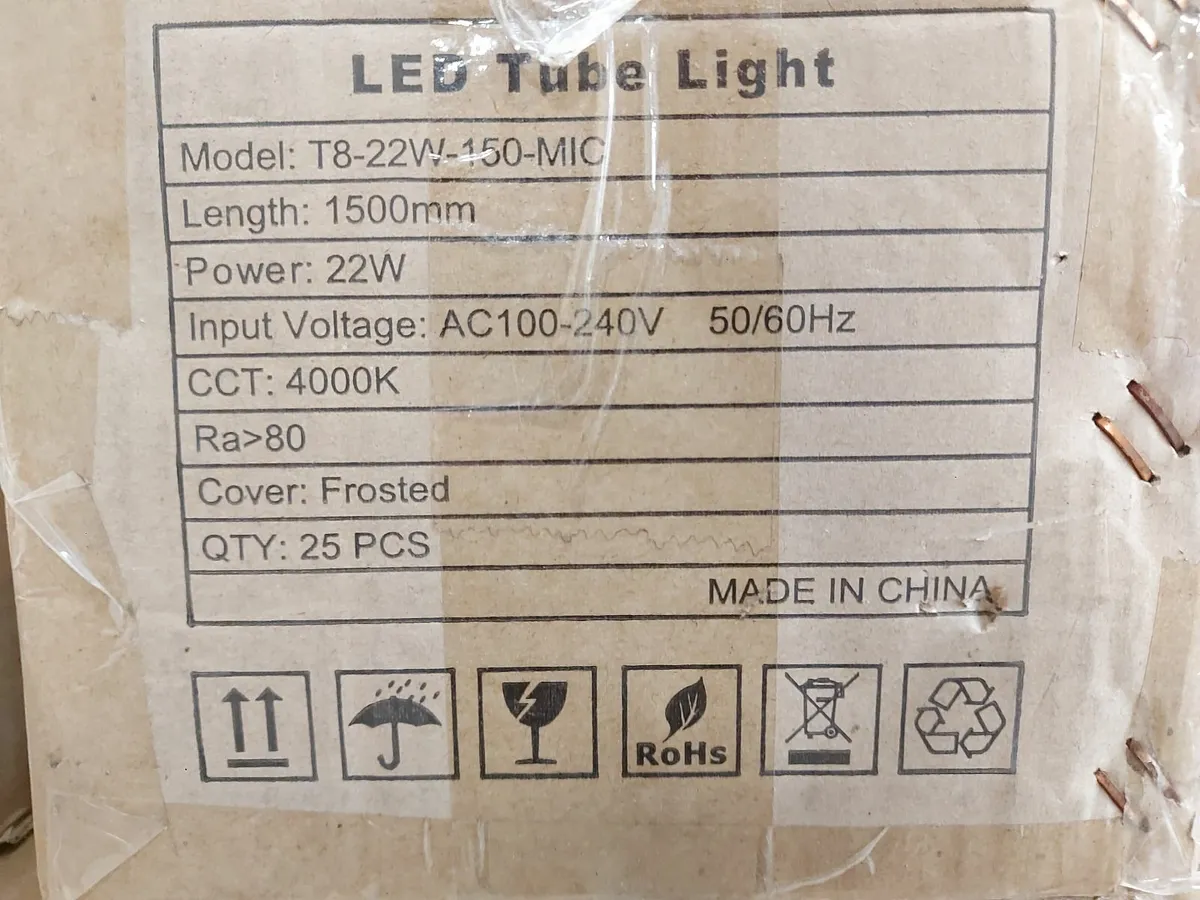 LED Tube Light
Model: T8-22W-150-MIC
Length: 1500mm
Power: 22W
Input Voltage: AC100-240V 50/60Hz
CCT: 4000K
Ra>80
Cover: Frosted
QTY: 25 PCS
MADE IN CHINA
RoHs